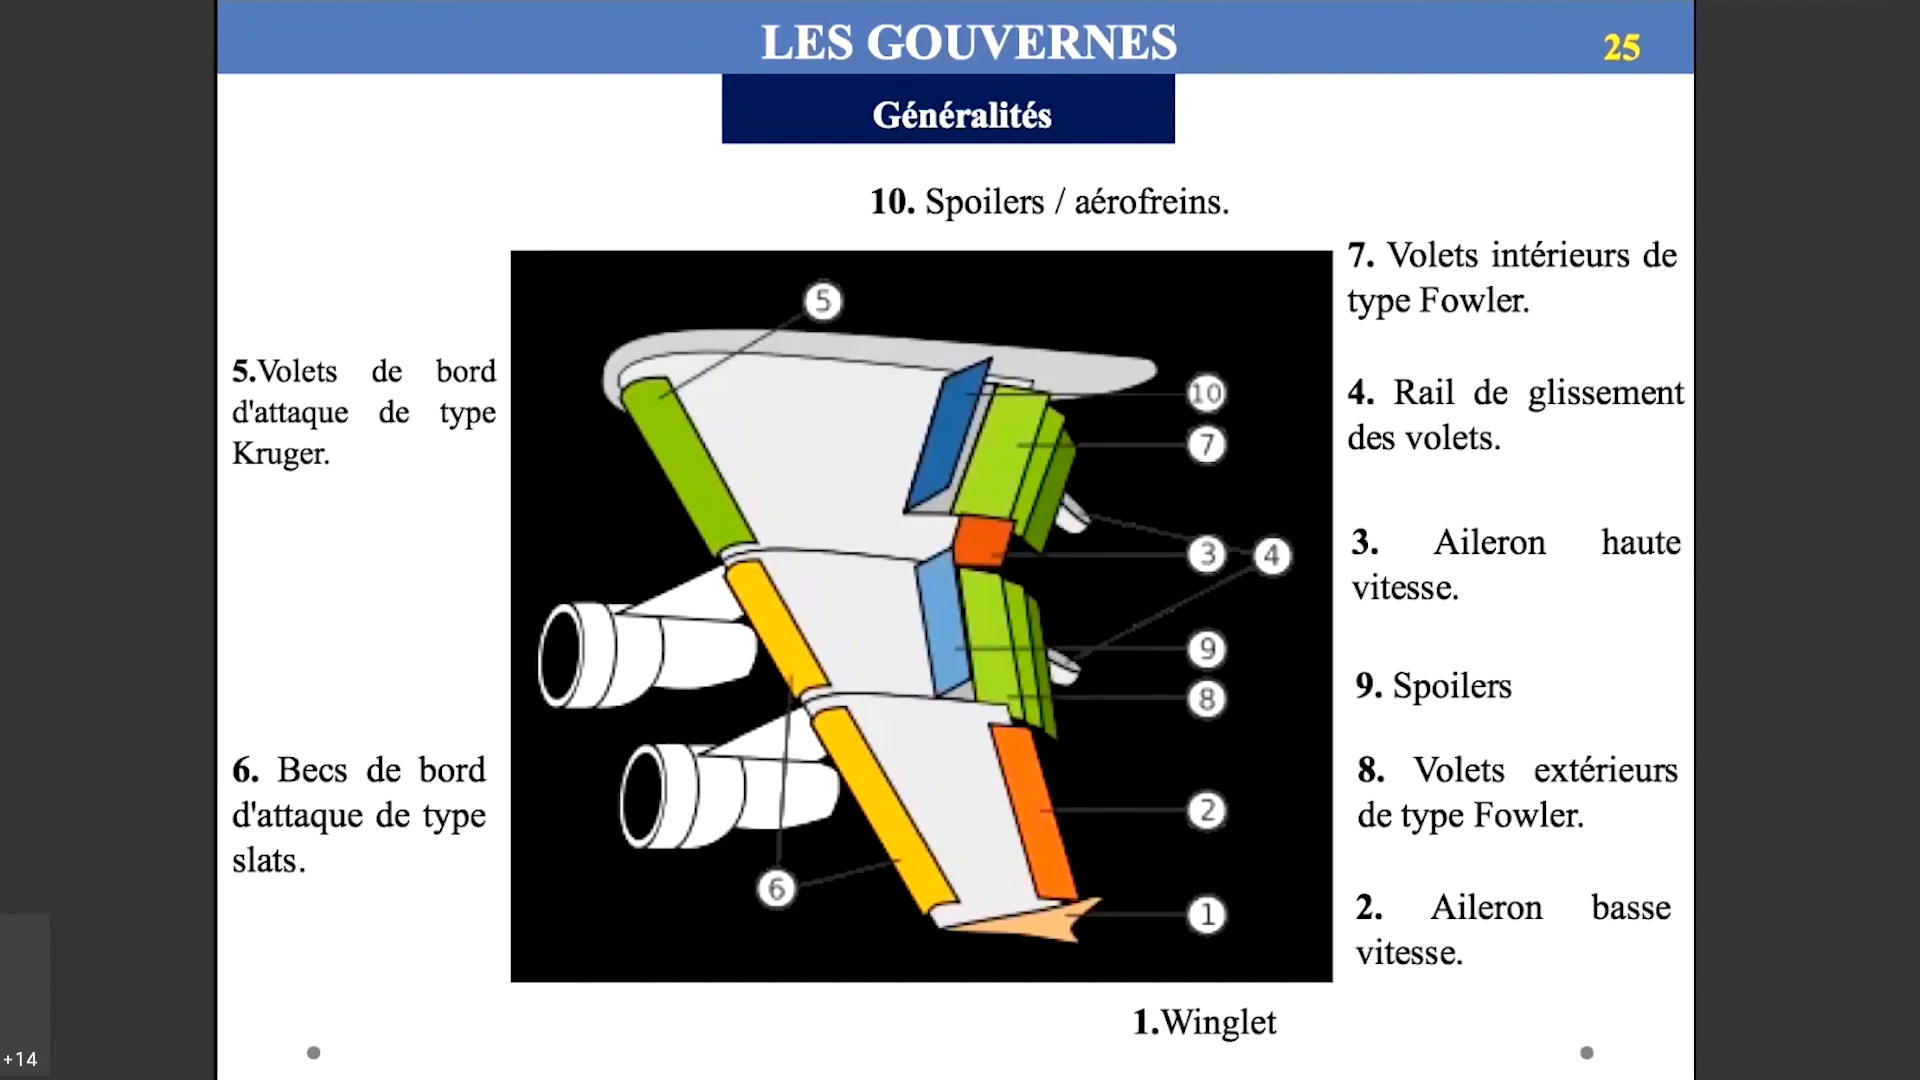 LES GOUVERNES
25
Généralités
10. Spoilers / aérofreins.
7. Volets intérieurs de
type Fowler.
5.Volets de bord
d'attaque de type
Kruger.
4. Rail de glissement
des volets.
3. Aileron haute
vitesse.
9. Spoilers
6. Becs de bord
d'attaque de type
slats.
8. Volets extérieurs
de type Fowler.
2. Aileron basse
vitesse.
1.Winglet
5
10
7
3
4
9
8
2
6
1
+14